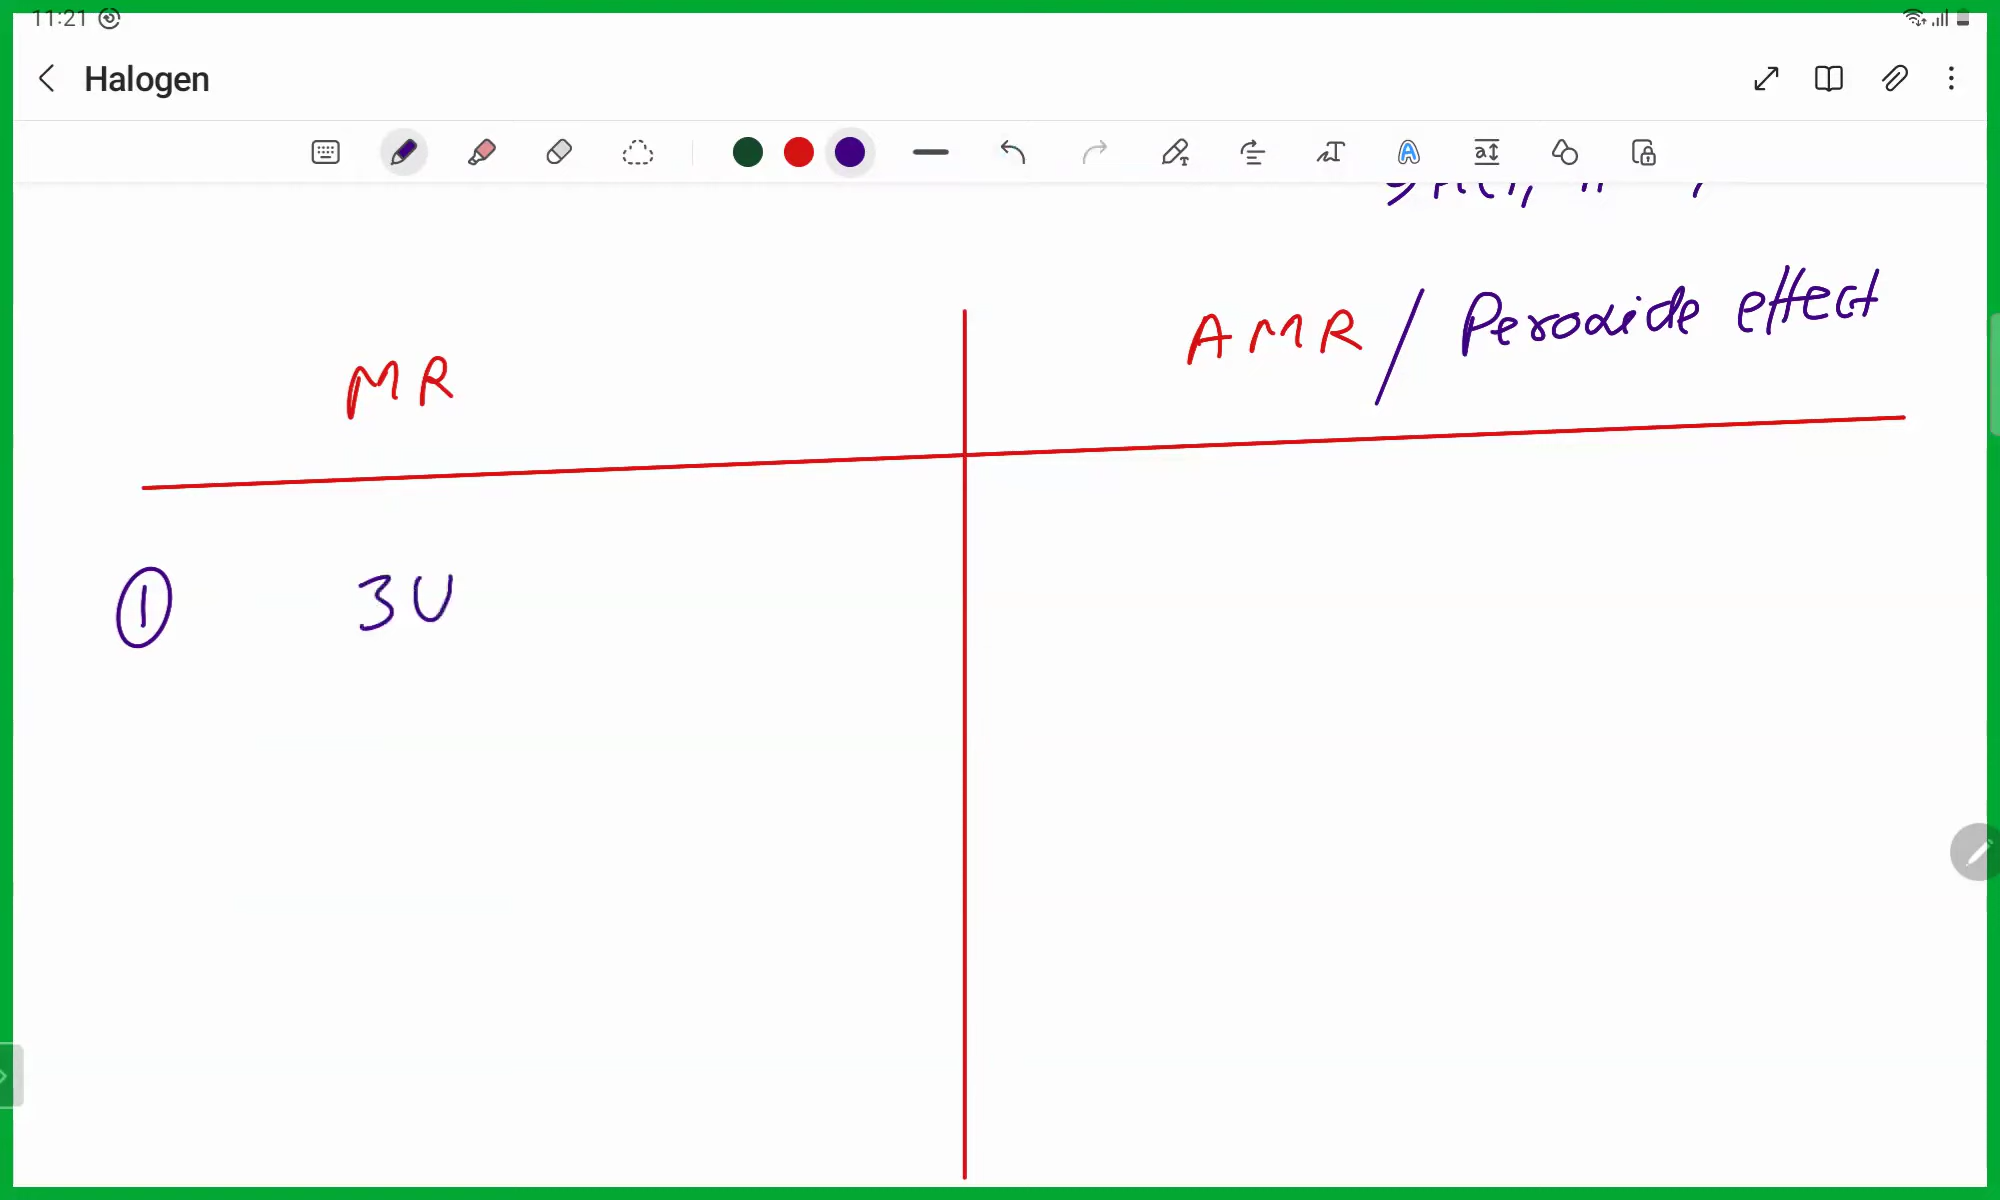 11:21
Halogen
MR
AMR / Peroxide effect
① 3U